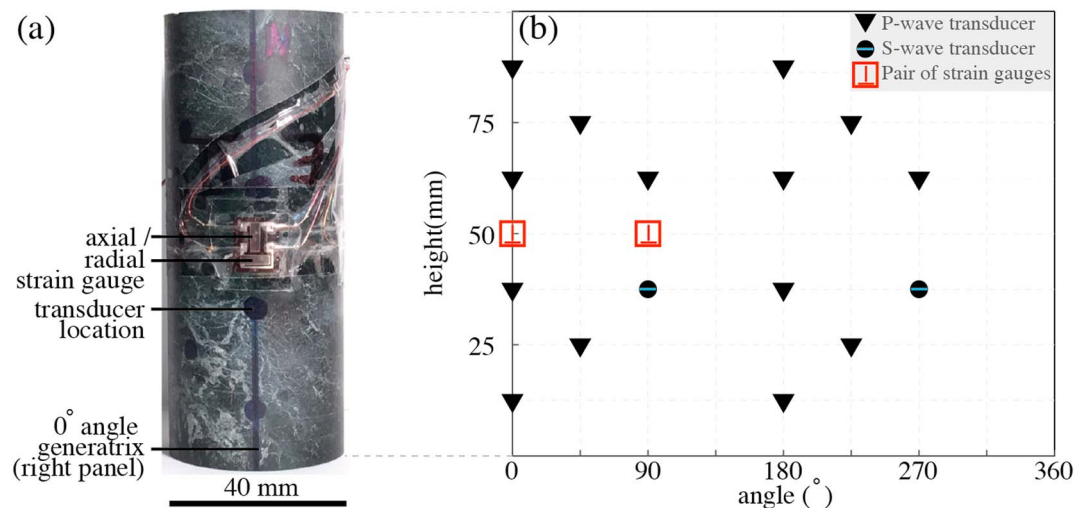 (a)
axial /
radial
strain gauge
transducer
location
0° angle
generatrix
(right panel)
40 mm
(b)
P-wave transducer
S-wave transducer
Pair of strain gauges
height(mm)
75
50
25
0
0
90
180
270
360
angle (°)